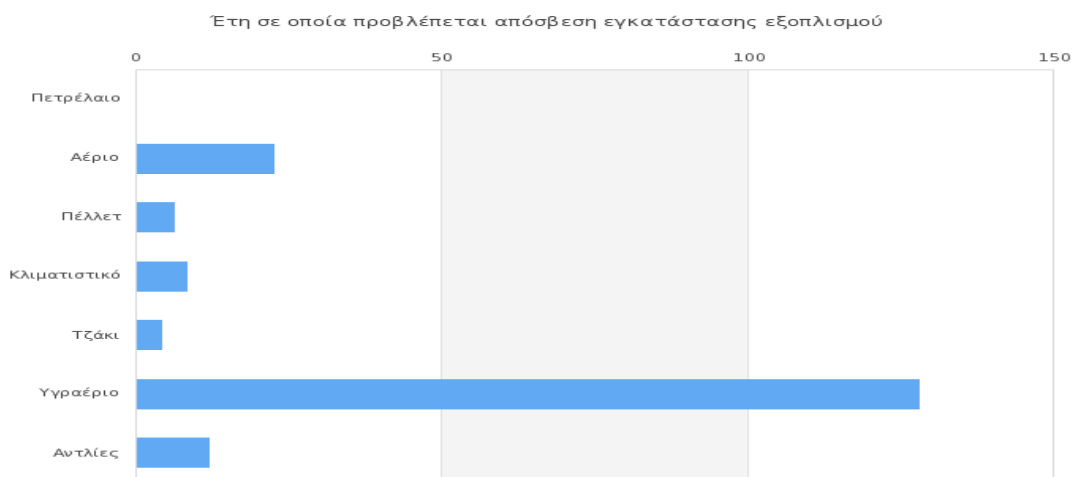 Έτη σε οποία προβλέπεται απόσβεση εγκατάστασης εξοπλισμού
0 50 100 150
Πετρέλαιο
Αέριο
Πέλλετ
Κλιματιστικό
Τζάκι
Υγραέριο
Αντλίες